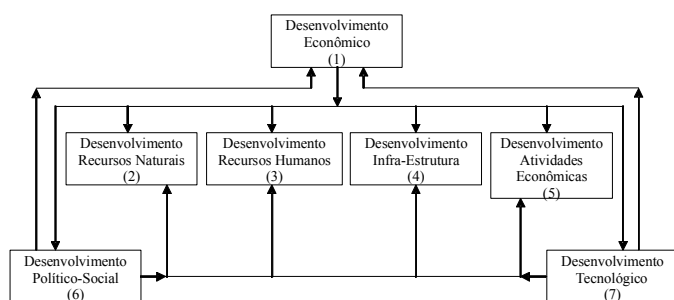 Desenvolvimento
Econômico
(1)
Desenvolvimento
Recursos Naturais
(2)
Desenvolvimento
Recursos Humanos
(3)
Desenvolvimento
Infra-Estrutura
(4)
Desenvolvimento
Atividades
Econômicas
(5)
Desenvolvimento
Político-Social
(6)
Desenvolvimento
Tecnológico
(7)